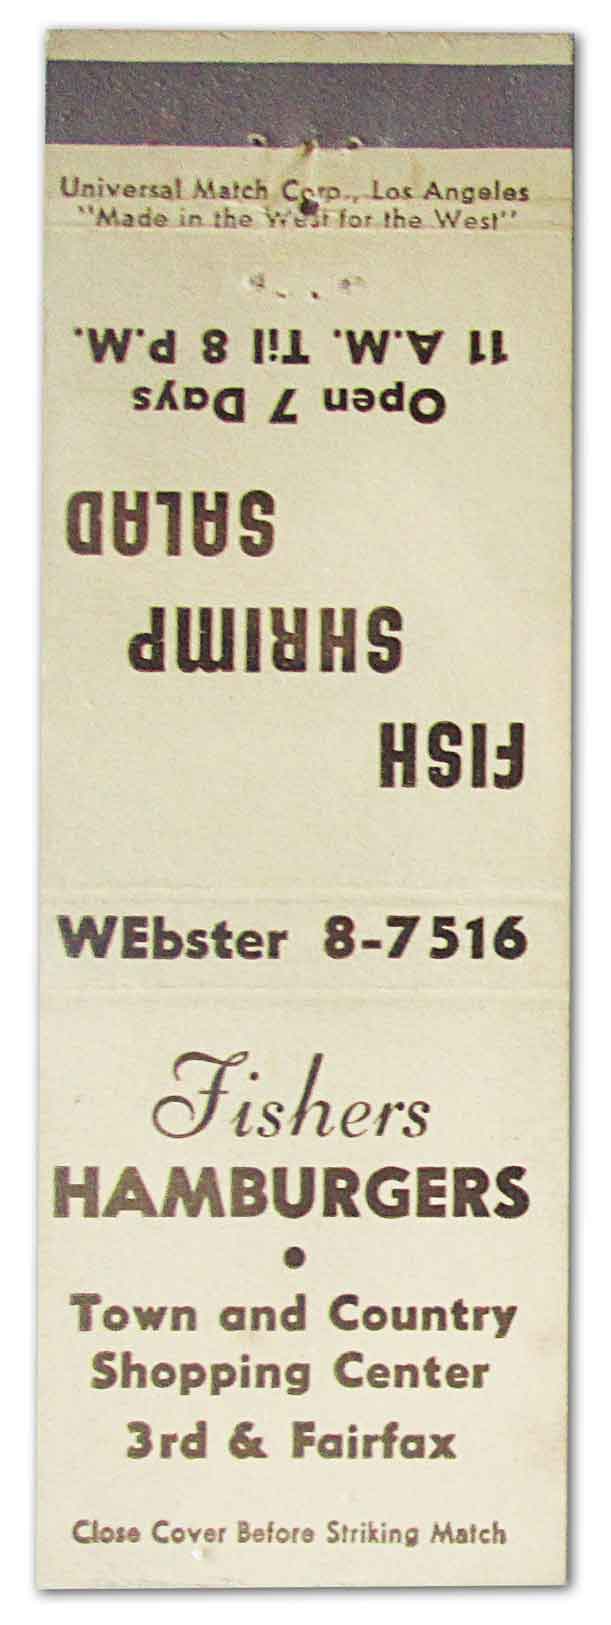 Universal Match Corp., Los Angeles
"Made in the West for the West"
FISH
SHRIMP
SALAD
Open 7 Days
11 A.M. Til 8 P.M.
WEbster 8-7516
Fishers
HAMBURGERS
•
Town and Country
Shopping Center
3rd & Fairfax
Close Cover Before Striking Match